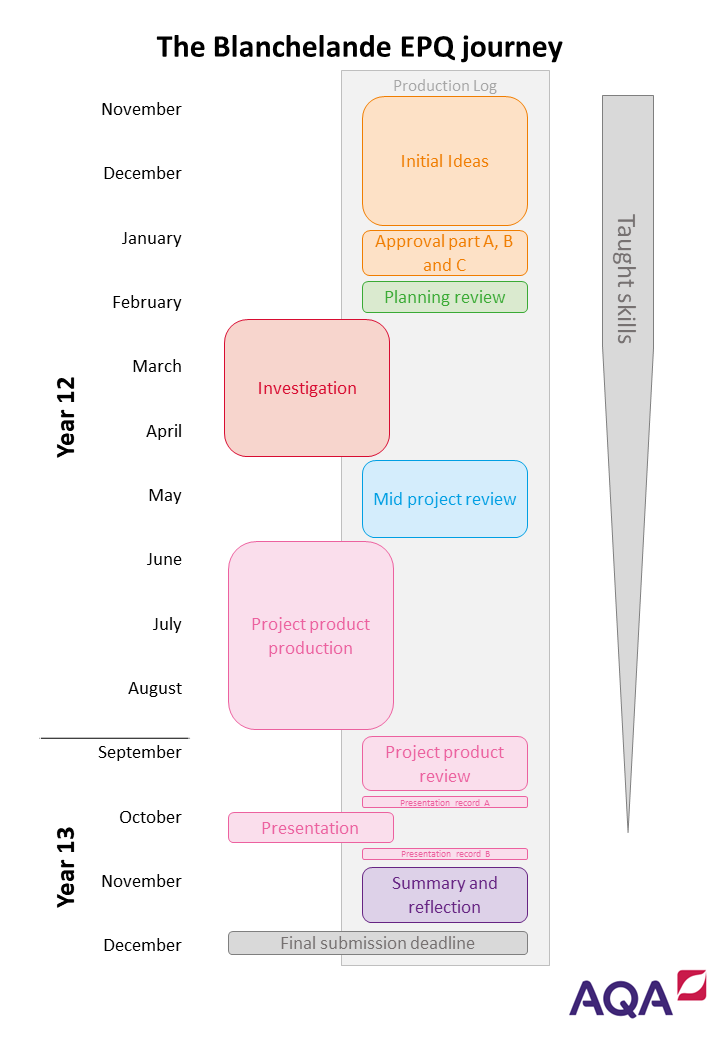 The Blanchelande EPQ journey
Production Log
November
Initial Ideas
December
January
Approval part A, B
and C
February
Planning review
March
Investigation
April
Year 12
May
Mid project review
June
July
Project product
production
August
Taught skills
September
Project product
review
Presentation record A
October
Presentation
Presentation record B
Year 13
November
Summary and
reflection
December
Final submission deadline
AQA